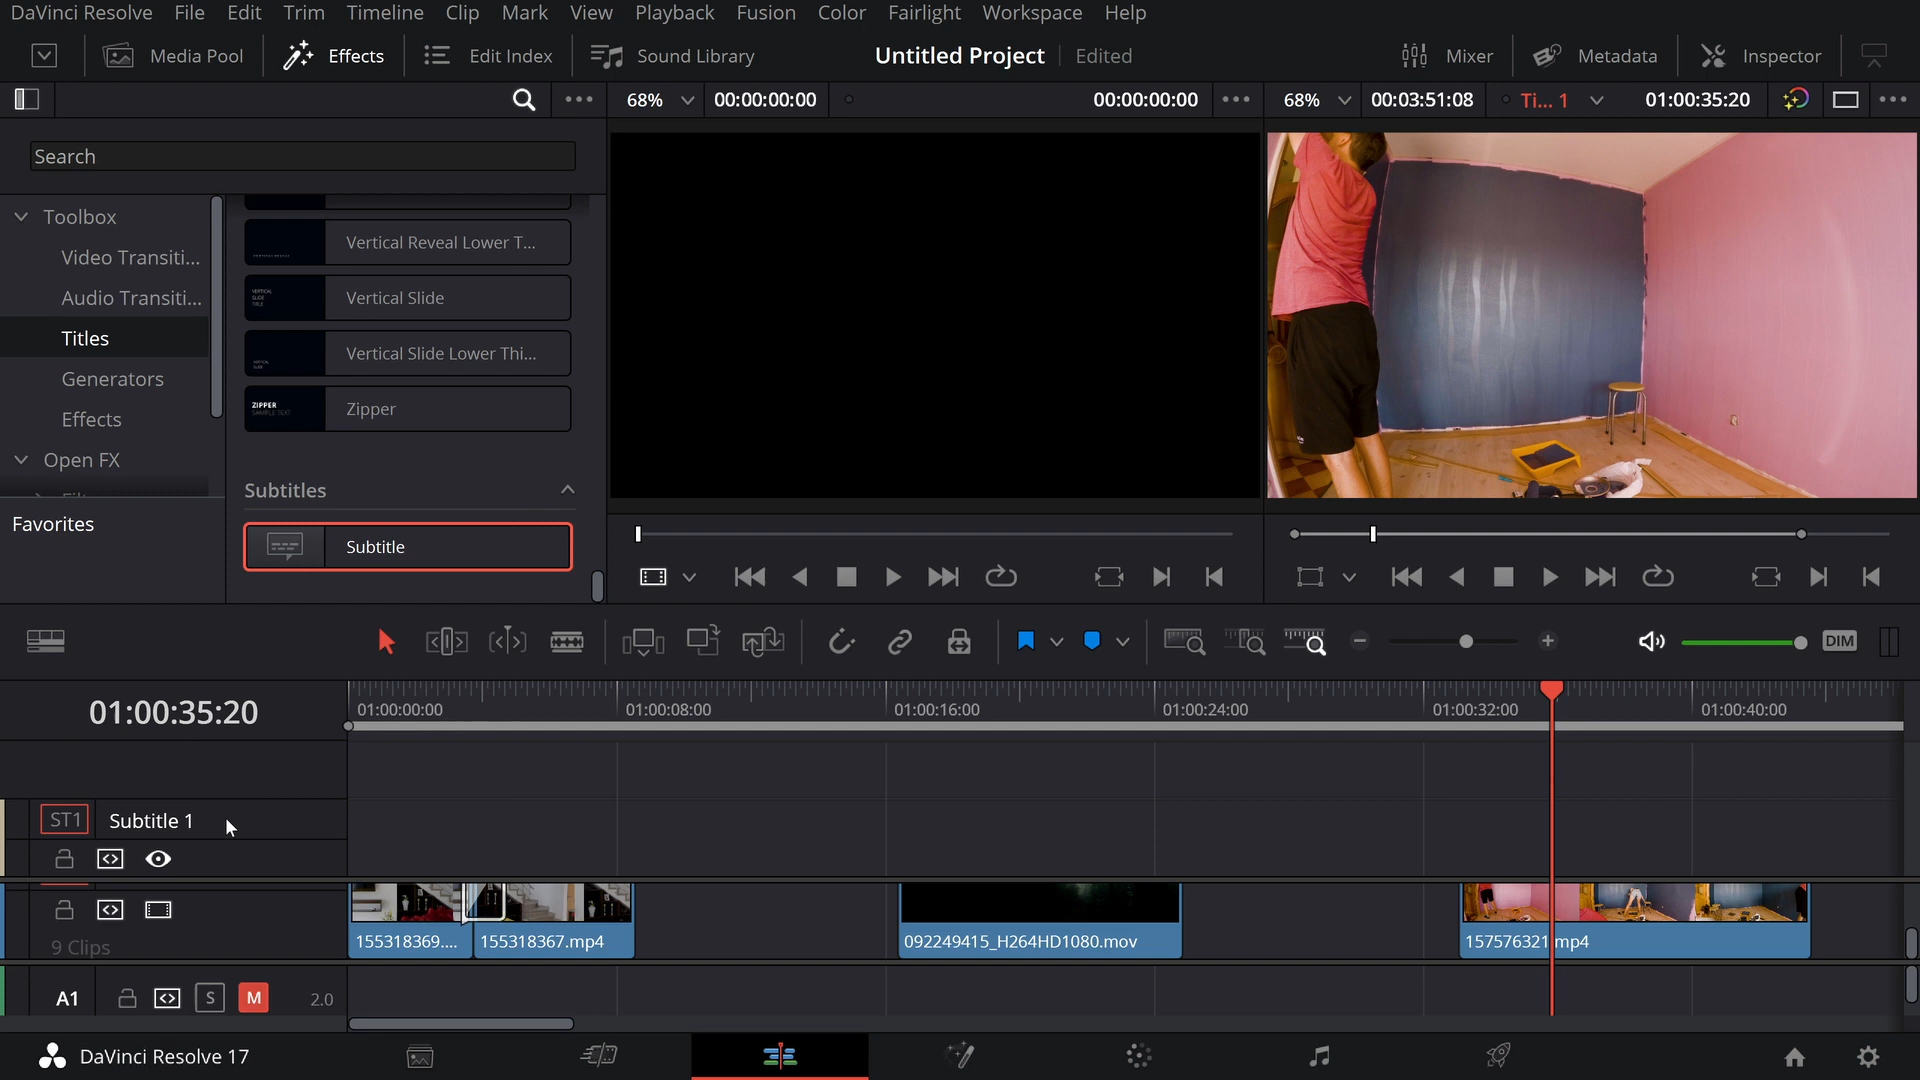 DaVinci Resolve File Edit Trim Timeline Clip Mark View Playback Fusion Color Fairlight Workspace Help
Media Pool Effects Edit Index Sound Library Untitled Project Edited Mixer Metadata Inspector
68% 00:00:00:00 00:00:00:00 68% 00:03:51:08 Ti... 1 01:00:35:20
Search
Toolbox
Video Transiti...
Audio Transiti...
Titles
Generators
Effects
Open FX
Favorites
Vertical Reveal Lower T...
VERTICAL
SLIDE
TITLE
Vertical Slide
Vertical Slide Lower Thi...
ZIPPER
SAMPLE TEXT
Zipper
Subtitles
Subtitle
DIM
01:00:35:20
01:00:00:00 01:00:08:00 01:00:16:00 01:00:24:00 01:00:32:00 01:00:40:00
ST1 Subtitle 1
9 Clips
155318369.... 155318367.mp4 092249415_H264HD1080.mov 157576321.mp4
A1 S M 2.0
DaVinci Resolve 17